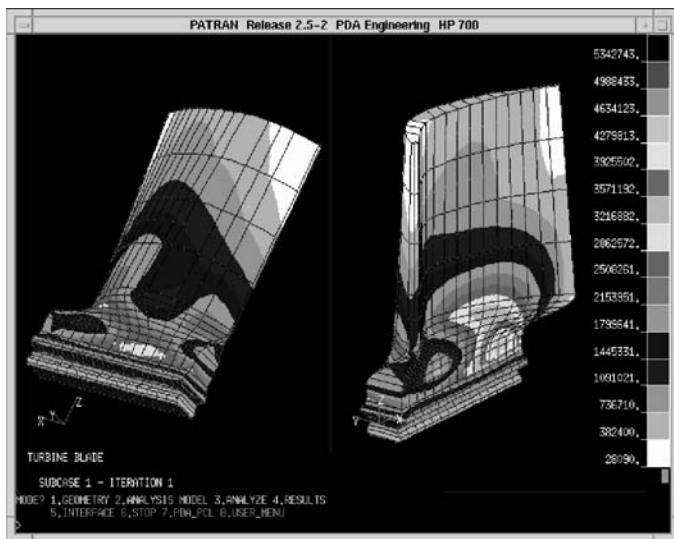 PATRAN Release 2.5-2 PDA Engineering HP 700
5342743.
4988433.
4634123.
4279813.
3925502.
3571192.
3216882.
2862572.
2508261.
2153951.
1799641.
1445331.
1091021.
736710.
382400.
28090.
X Y Z
Y Z X
TURBINE BLADE
SUBCASE 1 - ITERATION 1
MODE? 1.GEOMETRY 2.ANALYSIS MODEL 3.ANALYZE 4.RESULTS
5.INTERFACE 6.STOP 7.PDA_PCL 8.USER_MENU
>